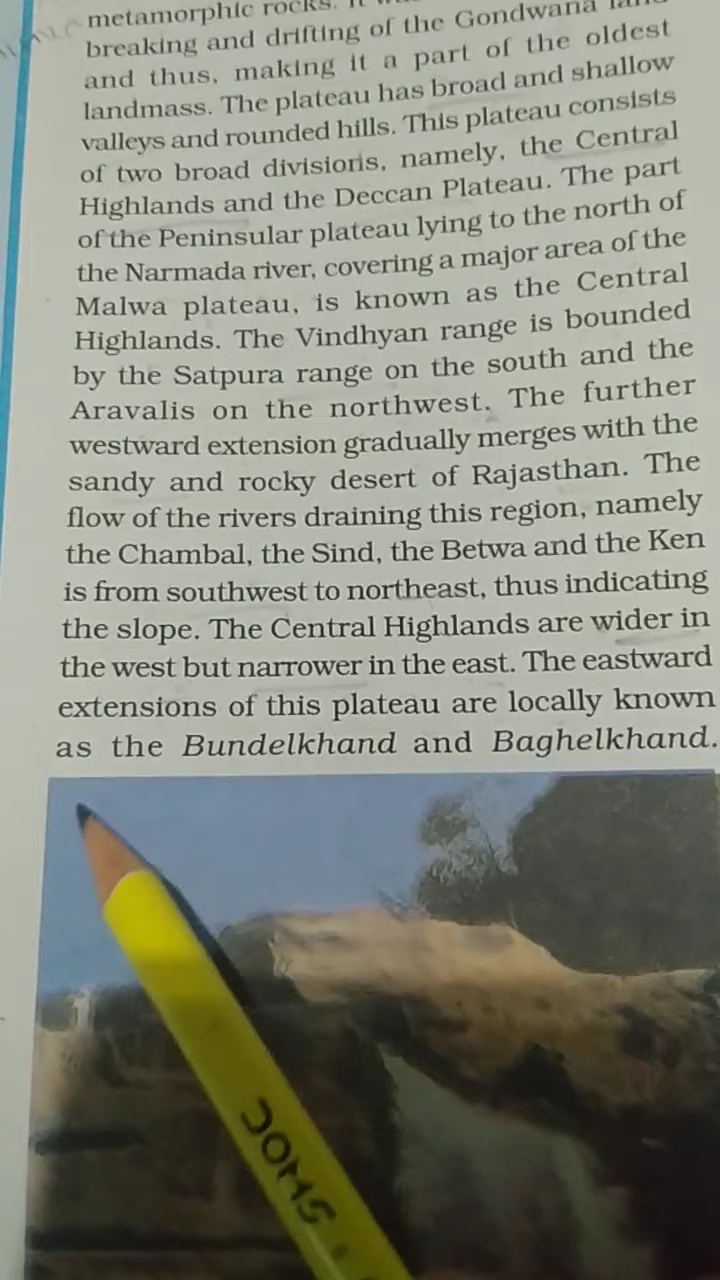 metamorphic rocks. It
breaking and drifting of the Gondwana land
and thus, making it a part of the oldest
landmass. The plateau has broad and shallow
valleys and rounded hills. This plateau consists
of two broad divisions, namely, the Central
Highlands and the Deccan Plateau. The part
of the Peninsular plateau lying to the north of
the Narmada river, covering a major area of the
Malwa plateau, is known as the Central
Highlands. The Vindhyan range is bounded
by the Satpura range on the south and the
Aravalis on the northwest. The further
westward extension gradually merges with the
sandy and rocky desert of Rajasthan. The
flow of the rivers draining this region, namely
the Chambal, the Sind, the Betwa and the Ken
is from southwest to northeast, thus indicating
the slope. The Central Highlands are wider in
the west but narrower in the east. The eastward
extensions of this plateau are locally known
as the Bundelkhand and Baghelkhand.
DOMS